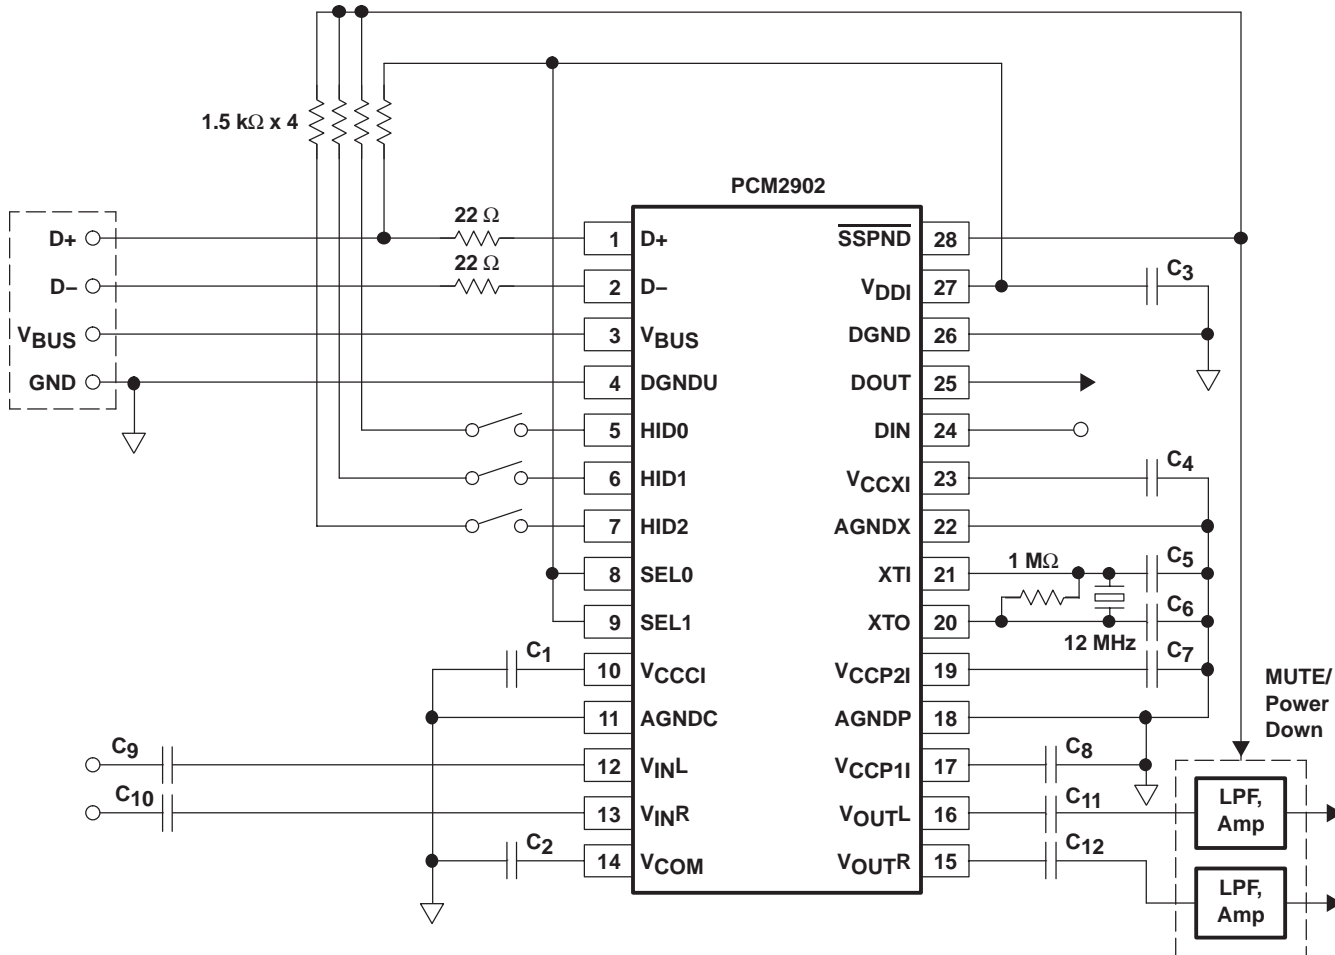 1.5 kΩ x 4
PCM2902
D+
22 Ω
1
D+
SSPND
28
D–
22 Ω
2
D–
VDDI
27
C3
VBUS
3
VBUS
DGND
26
GND
4
DGNDU
DOUT
25
5
HID0
DIN
24
6
HID1
VCCXI
23
C4
7
HID2
AGNDX
22
8
SEL0
XTI
21
1 MΩ
C5
9
SEL1
XTO
20
12 MHz
C6
C1
10
VCCCI
VCCP2I
19
C7
11
AGNDC
AGNDP
18
MUTE/
Power
Down
C9
12
VINL
VCCP1I
17
C8
C10
13
VINR
VOUTL
16
C11
LPF,
Amp
C2
14
VCOM
VOUTR
15
C12
LPF,
Amp